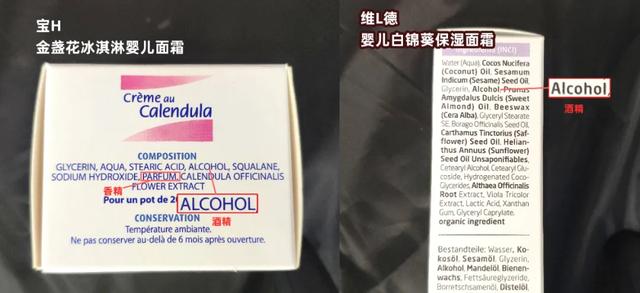 宝H
金盏花冰淇淋婴儿面霜
Crème au
Calendula
COMPOSITION
GLYCERIN, AQUA, STEARIC ACID, ALCOHOL, SQUALANE,
SODIUM HYDROXIDE, PARFUM, CALENDULA OFFICINALIS
FLOWER EXTRACT
香精
Pour un pot de 2
ALCOHOL
酒精
CONSERVATION
Température ambiante.
Ne pas conserver au-delà de 6 mois après ouverture.
维L德
婴儿白锦葵保湿面霜
(INCI)
Water (Aqua), Cocos Nucifera
(Coconut) Oil, Sesamum
Indicum (Sesame) Seed Oil,
Glycerin, Alcohol, Prunus
Amygdalus Dulcis (Sweet
Almond) Oil, Beeswax
(Cera Alba), Glyceryl Stearate
SE, Borago Officinalis Seed Oil,
Carthamus Tinctorius (Saf-
flower) Seed Oil, Helian-
thus Annuus (Sunflower)
Seed Oil Unsaponifiables,
Cetearyl Alcohol, Cetearyl Glu-
coside, Hydrogenated Coco-
Glycerides, Althaea Officinalis
Root Extract, Viola Tricolor
Extract, Lactic Acid, Xanthan
Gum, Glyceryl Caprylate.
organic ingredient
Alcohol
酒精
Bestandteile: Wasser, Ko-
kosöl, Sesamöl, Glyzerin,
Alkohol, Mandelöl, Bienen-
wachs, Fettsäureglyzeride,
Borretschsamenöl, Distelöl,